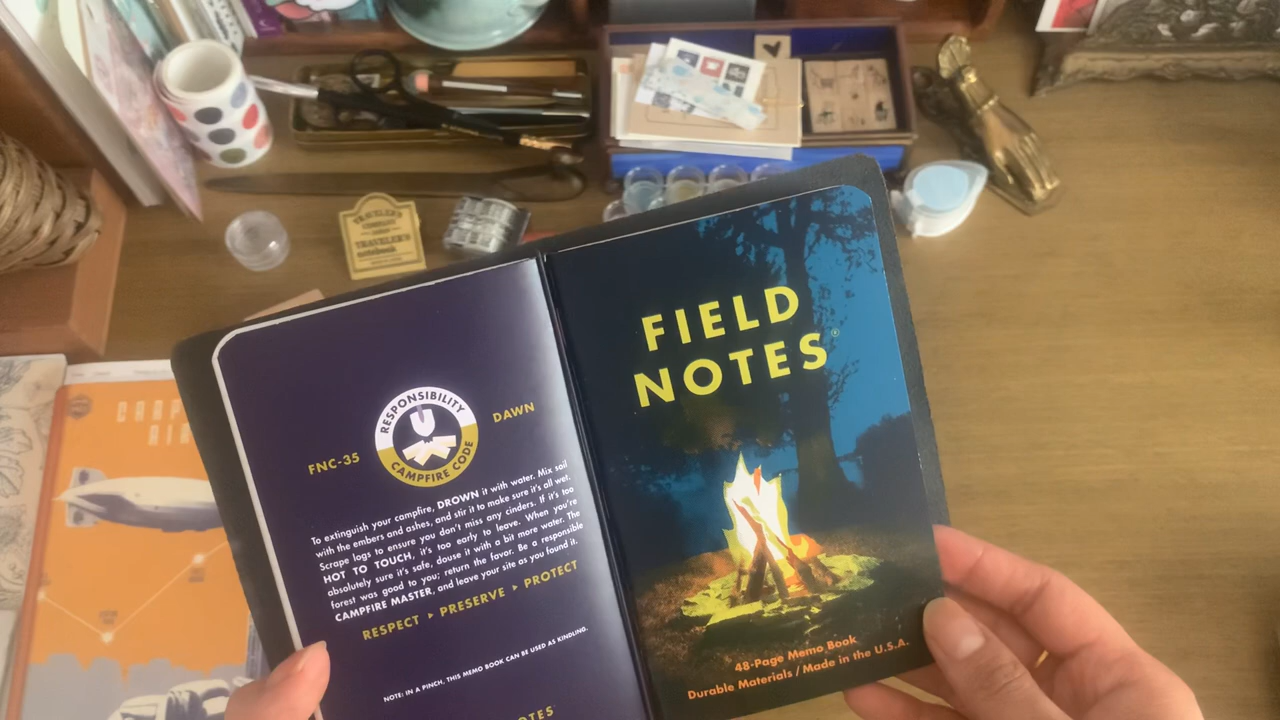 TRAVELER'S
COMPANY
TRAVELER'S
notebook
FIELD
NOTES®
48-Page Memo Book
Durable Materials / Made in the U.S.A.
FNC-35
RESPONSIBILITY
CAMPFIRE CODE
DAWN
To extinguish your campfire, DROWN it with water. Mix soil
with the embers and ashes, and stir it to make sure it's all wet.
Scrape logs to ensure you don't miss any cinders. If it's too
HOT TO TOUCH, it's too early to leave. When you're
absolutely sure it's safe, douse it with a bit more water. The
forest was good to you; return the favor. Be a responsible
CAMPFIRE MASTER, and leave your site as you found it.
RESPECT ▸ PRESERVE ▸ PROTECT
NOTE: IN A PINCH, THIS MEMO BOOK CAN BE USED AS KINDLING.